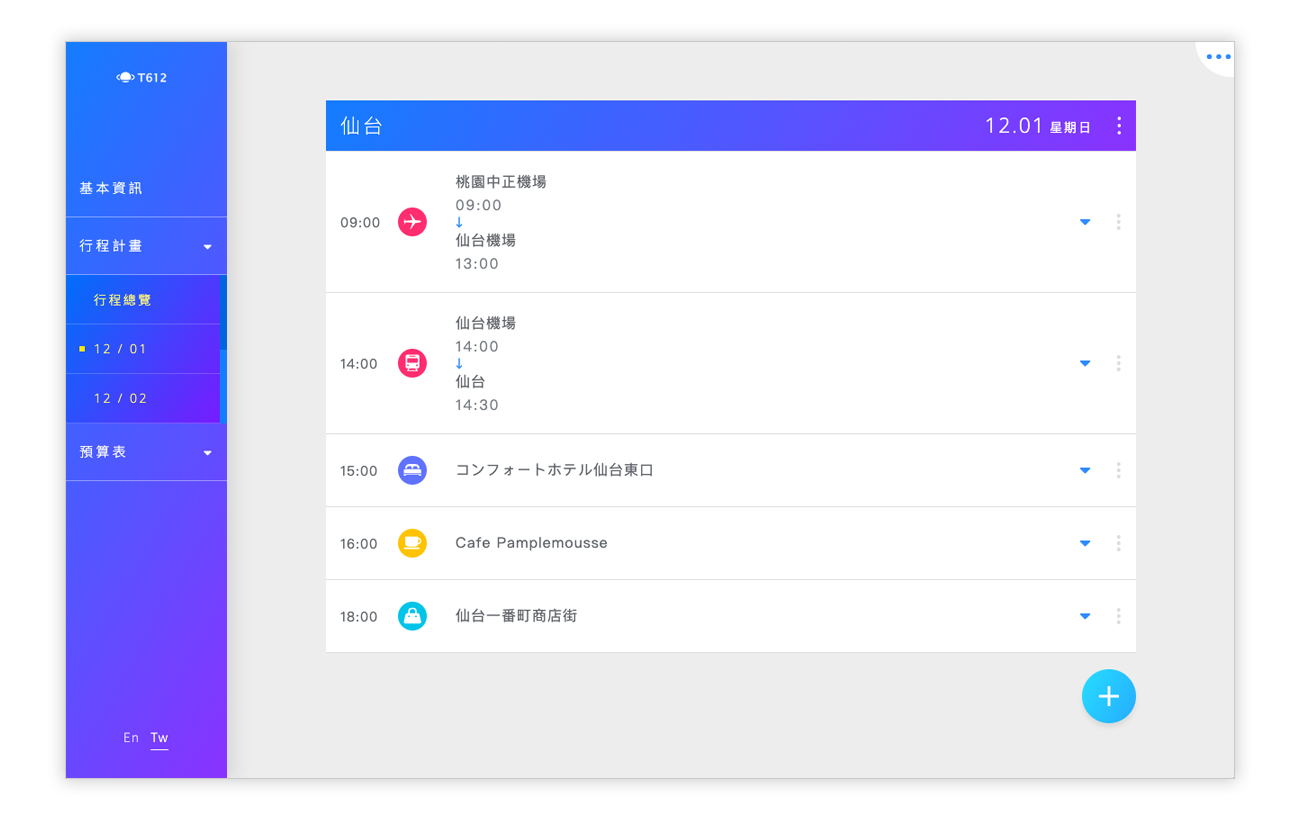 T612
基本資訊
行程計畫
行程總覽
12 / 01
12 / 02
預算表
En Tw
仙台
12.01 星期日
09:00
桃園中正機場
09:00
↓
仙台機場
13:00
14:00
仙台機場
14:00
↓
仙台
14:30
15:00 コンフォートホテル仙台東口
16:00 Cafe Pamplemousse
18:00 仙台一番町商店街